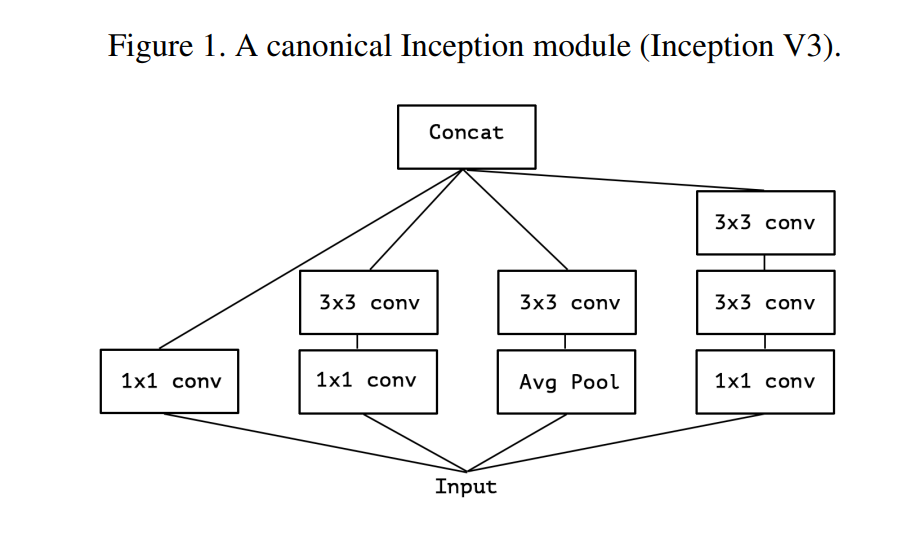 Figure 1. A canonical Inception module (Inception V3).
Concat
3x3 conv
3x3 conv
3x3 conv
3x3 conv
1x1 conv
1x1 conv
Avg Pool
1x1 conv
Input